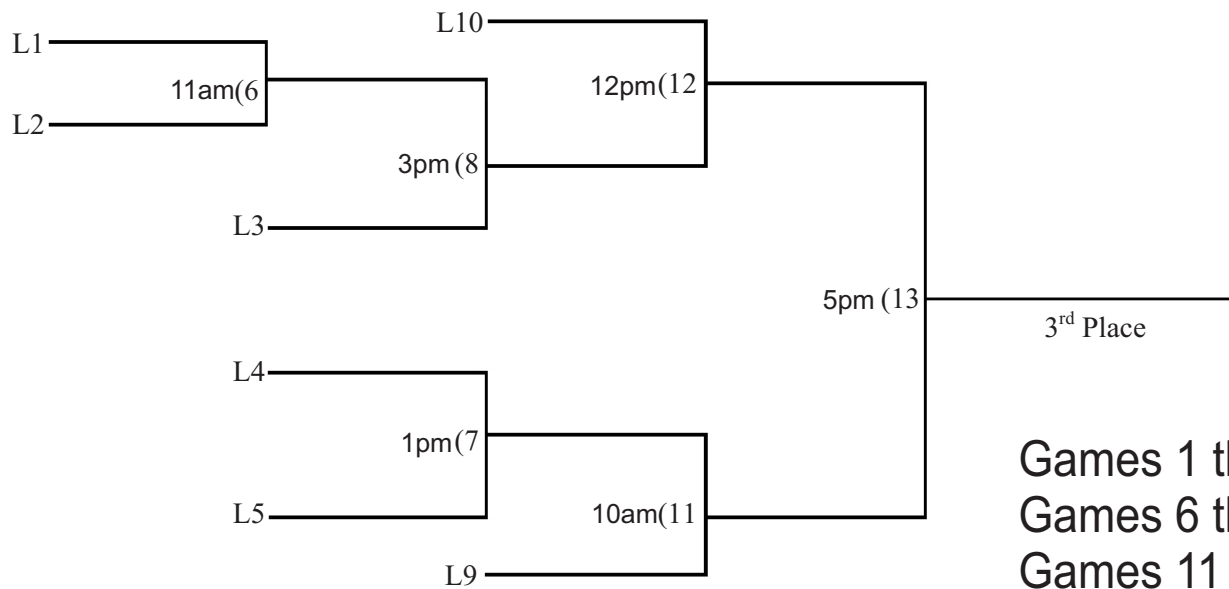 L10
L1
11am(6
12pm(12
L2
3pm (8
L3
5pm (13
3rd Place
L4
1pm(7
Games 1 
Games 6 
L5
10am(11
Games 11
L9